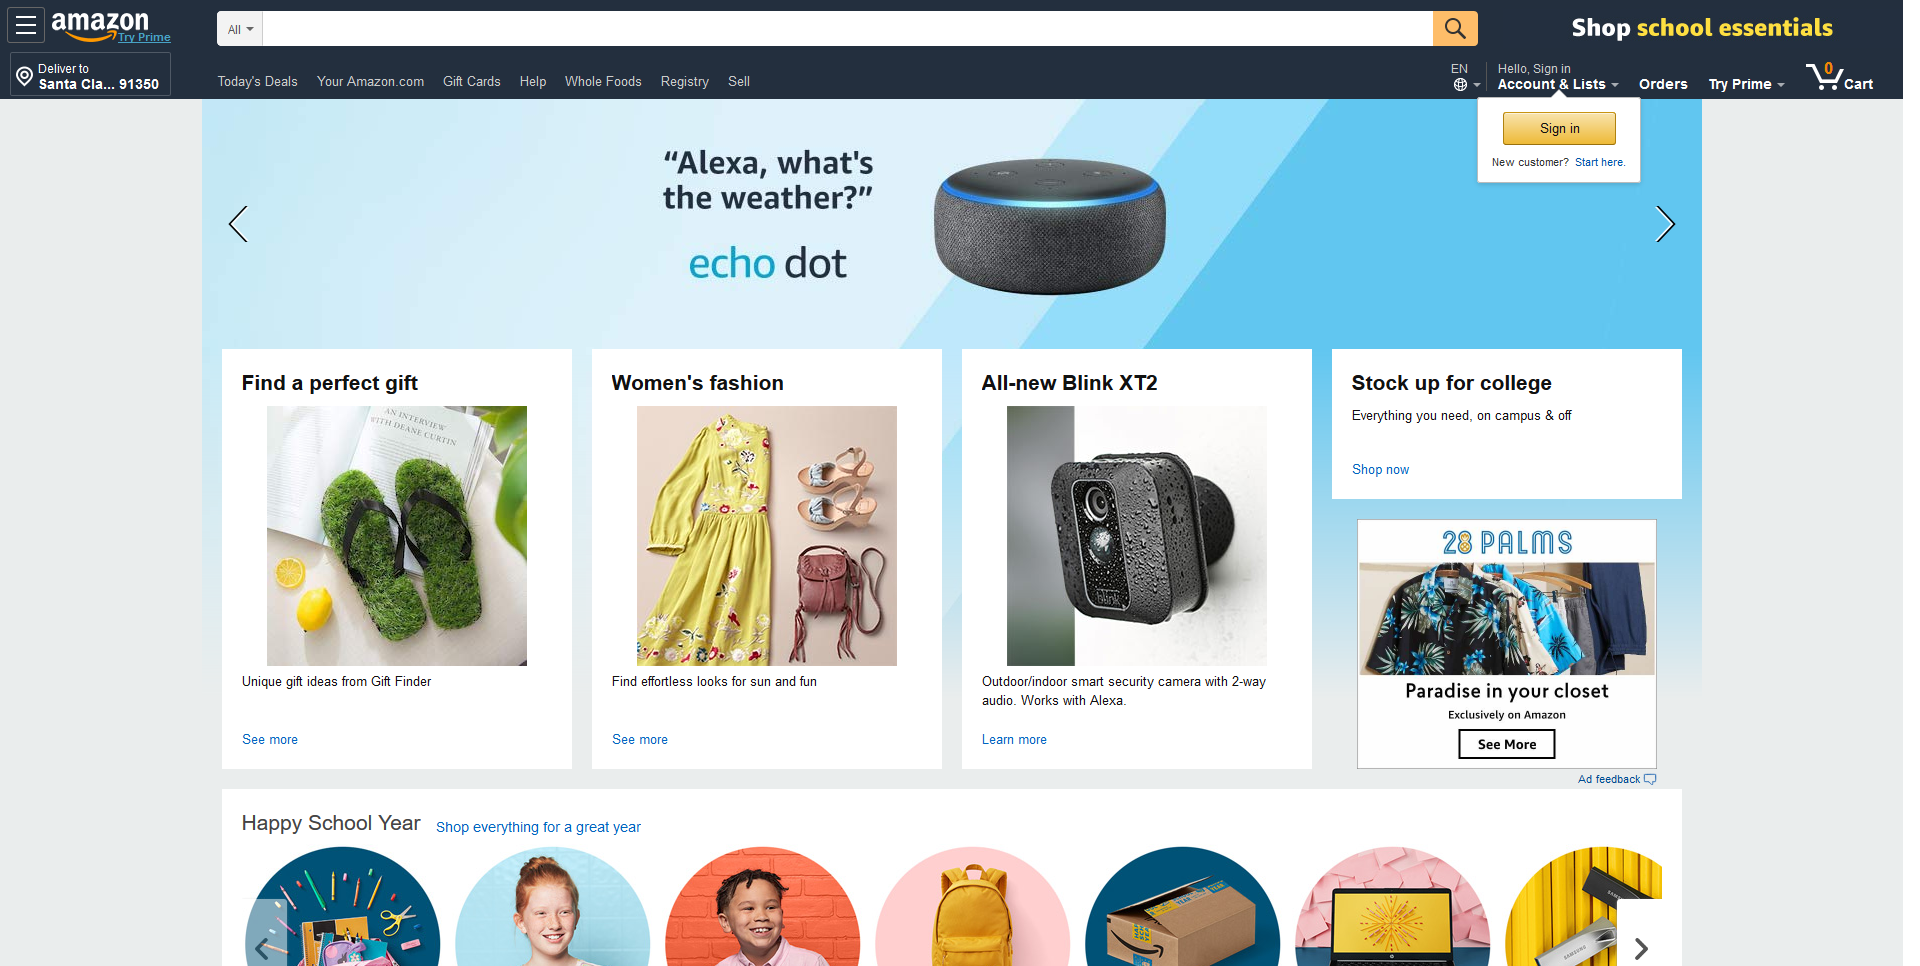 amazon
Try Prime
All
Shop school essentials
Deliver to
Santa Cla... 91350
Today's Deals
Your Amazon.com
Gift Cards
Help
Whole Foods
Registry
Sell
EN
Hello, Sign in
Account & Lists
Orders
Try Prime
0
Cart
Sign in
New customer? Start here.
“Alexa, what's
the weather?”
echo dot
Find a perfect gift
AN INTERVIEW
WITH DEANE CURTIN
Unique gift ideas from Gift Finder
See more
Women's fashion
Find effortless looks for sun and fun
See more
All-new Blink XT2
blink
Outdoor/indoor smart security camera with 2-way
audio. Works with Alexa.
Learn more
Stock up for college
Everything you need, on campus & off
Shop now
28 PALMS
Paradise in your closet
Exclusively on Amazon
See More
Ad feedback
Happy School Year
Shop everything for a great year
SAMSUNG
SAMSUNG